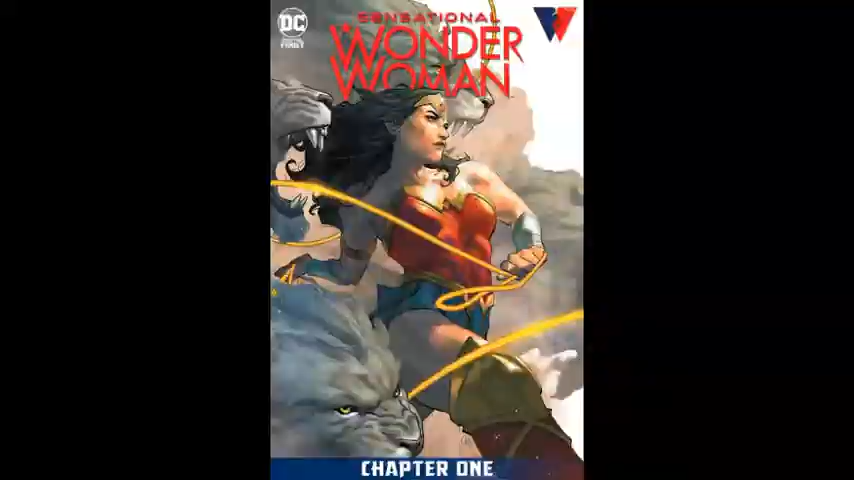 DC
SENSATIONAL
WONDER
WOMAN
CHAPTER ONE